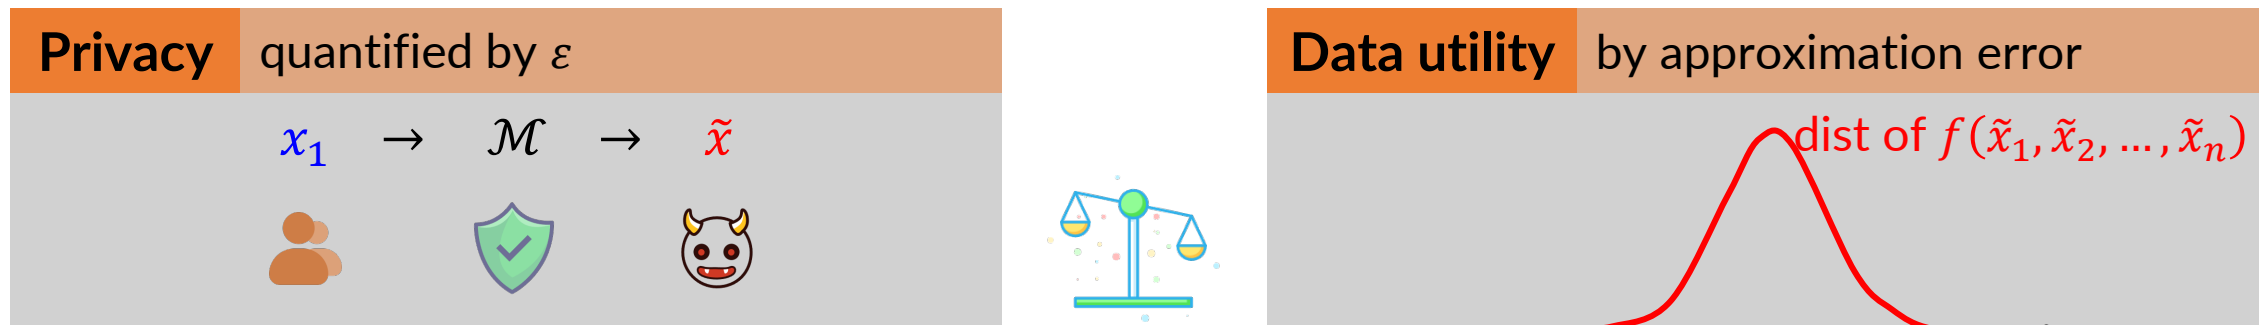 Privacy quantified by ε
x₁ → ℳ → x̃
Data utility by approximation error
dist of f(x̃₁, x̃₂, ..., x̃ₙ)